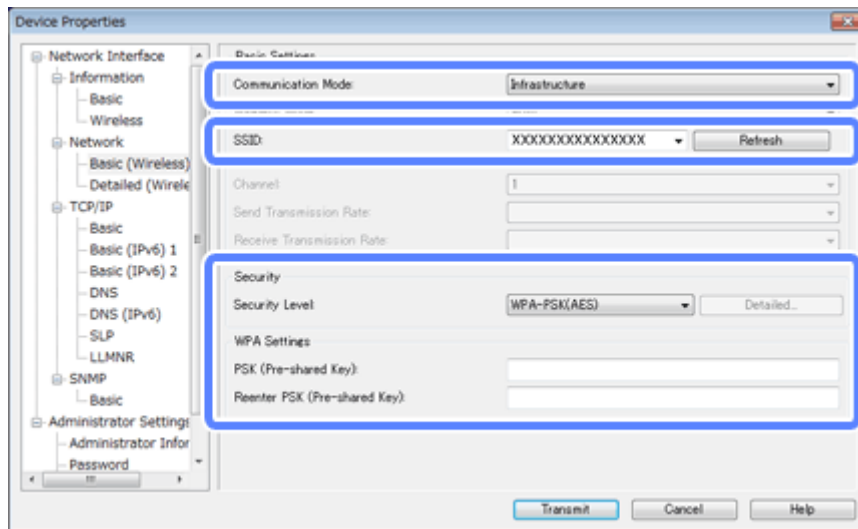 Device Properties
Network Interface
Information
Basic
Wireless
Network
Basic (Wireless)
Detailed (Wirele
TCP/IP
Basic
Basic (IPv6) 1
Basic (IPv6) 2
DNS
DNS (IPv6)
SLP
LLMNR
SNMP
Basic
Administrator Settings
Administrator Infor
Password
Basic Settings
Communication Mode: Infrastructure
SSID: XXXXXXXXXXXXXXX Refresh
Channel: 1
Send Transmission Rate:
Receive Transmission Rate:
Security
Security Level: WPA-PSK(AES) Detailed...
WPA Settings
PSK (Pre-shared Key):
Reenter PSK (Pre-shared Key):
Transmit Cancel Help